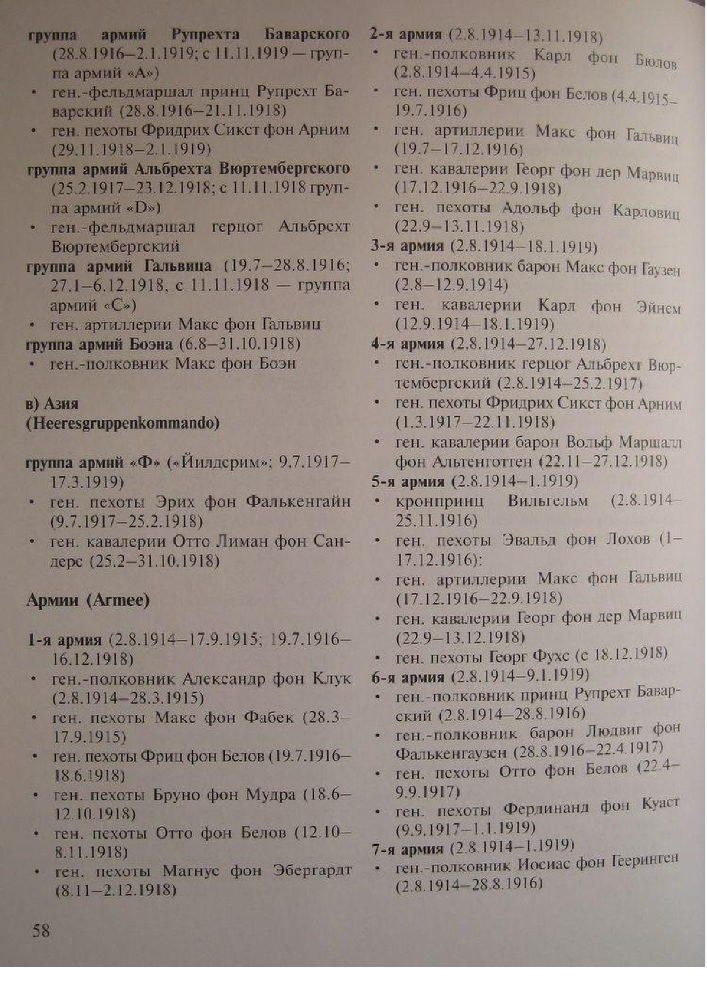 группа армий Рупрехта Баварского
(28.8.1916–2.1.1919; с 11.11.1919 — груп-
па армий «А»)
• ген.-фельдмаршал принц Рупрехт Ба-
варский (28.8.1916–21.11.1918)
• ген. пехоты Фридрих Сикст фон Арним
(29.11.1918–2.1.1919)
группа армий Альбрехта Вюртембергского
(25.2.1917–23.12.1918; с 11.11.1918 груп-
па армий «D»)
• ген.-фельдмаршал герцог Альбрехт
Вюртембергский
группа армий Гальвица (19.7–28.8.1916;
27.1–6.12.1918, с 11.11.1918 — группа
армий «С»)
• ген. артиллерии Макс фон Гальвиц
группа армий Боэна (6.8–31.10.1918)
• ген.-полковник Макс фон Боэн
в) Азия
(Heeresgruppenkommando)
группа армий «Ф» («Йилдерим»; 9.7.1917–
17.3.1919)
• ген. пехоты Эрих фон Фалькенгайн
(9.7.1917–25.2.1918)
• ген. кавалерии Отто Лиман фон Сан-
дерс (25.2–31.10.1918)
Армии (Armee)
1-я армия (2.8.1914–17.9.1915; 19.7.1916–
16.12.1918)
• ген.-полковник Александр фон Клук
(2.8.1914–28.3.1915)
• ген. пехоты Макс фон Фабек (28.3–
17.9.1915)
• ген. пехоты Фриц фон Белов (19.7.1916–
18.6.1918)
• ген. пехоты Бруно фон Мудра (18.6–
12.10.1918)
• ген. пехоты Отто фон Белов (12.10–
8.11.1918)
• ген. пехоты Магнус фон Эбергардт
(8.11–2.12.1918)
58
2-я армия (2.8.1914–13.11.1918)
• ген.-полковник Карл фон Бюлов
(2.8.1914–4.4.1915)
• ген. пехоты Фриц фон Белов (4.4.1915–
19.7.1916)
• ген. артиллерии Макс фон Гальвиц
(19.7–17.12.1916)
• ген. кавалерии Георг фон дер Марвиц
(17.12.1916–22.9.1918)
• ген. пехоты Адольф фон Карловиц
(22.9–13.11.1918)
3-я армия (2.8.1914–18.1.1919)
• ген.-полковник барон Макс фон Гаузен
(2.8–12.9.1914)
• ген. кавалерии Карл фон Эйнем
(12.9.1914–18.1.1919)
4-я армия (2.8.1914–27.12.1918)
• ген.-полковник герцог Альбрехт Вюр-
тембергский (2.8.1914–25.2.1917)
• ген. пехоты Фридрих Сикст фон Арним
(1.3.1917–22.11.1918)
• ген. кавалерии барон Вольф Маршалл
фон Альтенготтен (22.11–27.12.1918)
5-я армия (2.8.1914–1.1919)
• кронпринц Вильгельм (2.8.1914–
25.11.1916)
• ген. пехоты Эвальд фон Лохов (1–
17.12.1916):
• ген. артиллерии Макс фон Гальвиц
(17.12.1916–22.9.1918)
• ген. кавалерии Георг фон дер Марвиц
(22.9–13.12.1918)
• ген. пехоты Георг Фухс (с 18.12.1918)
6-я армия (2.8.1914–9.1.1919)
• ген.-полковник принц Рупрехт Бавар-
ский (2.8.1914–28.8.1916)
• ген.-полковник барон Людвиг фон
Фалькенгаузен (28.8.1916–22.4.1917)
• ген. пехоты Отто фон Белов (22.4–
9.9.1917)
• ген. пехоты Фердинанд фон Куаст
(9.9.1917–1.1.1919)
7-я армия (2.8.1914–1.1919)
• ген.-полковник Иосиас фон Гееринген
(2.8.1914–28.8.1916)